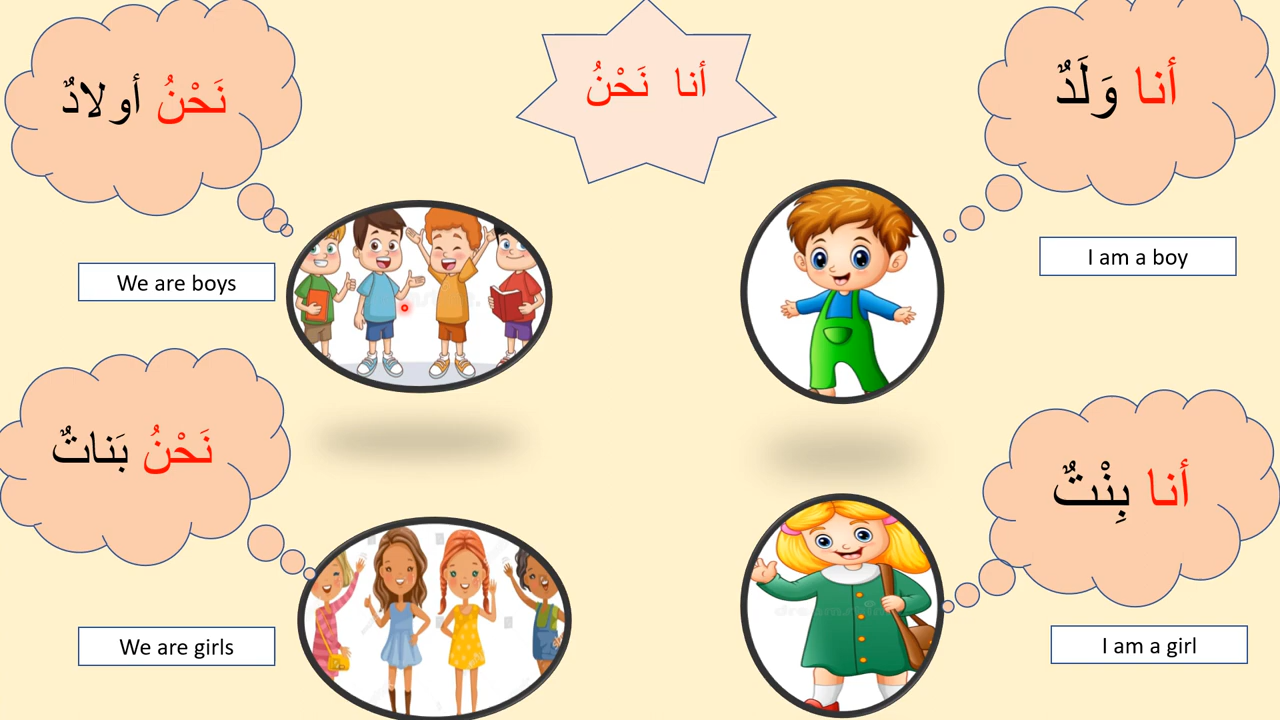 أنا نَحْنُ
أنا وَلَدٌ
I am a boy
نَحْنُ أولادٌ
We are boys
أنا بِنْتٌ
I am a girl
نَحْنُ بَناتٌ
We are girls